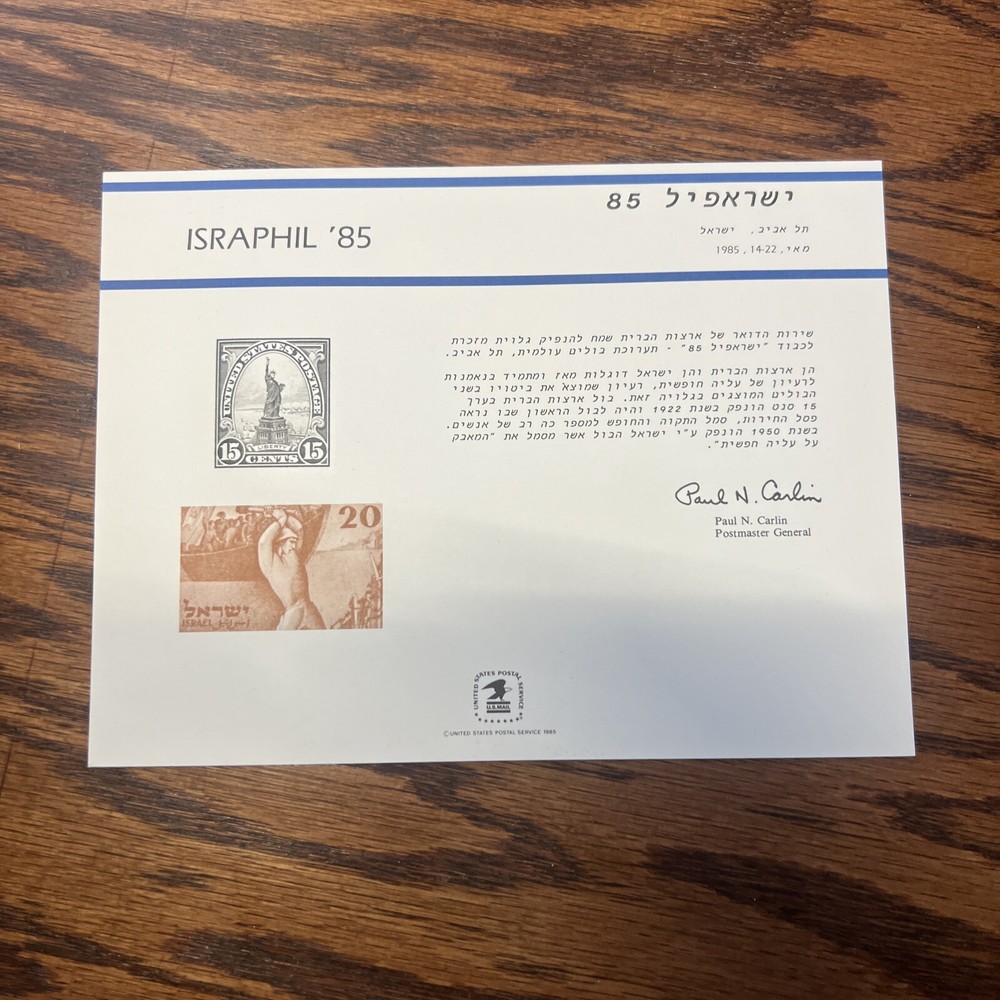 ISRAPHIL '85
ישראפיל 85
תל אביב, ישראל
מאי, 14-22, 1985
UNITED STATES POSTAGE
LIBERTY
15 15
CENTS
20
ישראל
ISRAEL اسرائيل
שירות הדואר של ארצות הברית שמח להנפיק גלוית מזכרת
לכבוד "ישראפיל 85" - תערוכת בולים עולמית, תל אביב.
הן ארצות הברית והן ישראל דוגלות מאז ומתמיד בנאמנות
לרעיון של עליה חופשית, רעיון שמוצא את ביטויו בשני
הבולים המוצגים בגלויה זאת. בול ארצות הברית בערך
15 סנט הונפק בשנת 1922 והיה לבול הראשון שבו נראה
פסל החירות, סמל התקוה והחופש למספר כה רב של אנשים.
בשנת 1950 הונפק ע"י ישראל הבול אשר מסמל את "המאבק
על עליה חפשית".
Paul N. Carlin
Paul N. Carlin
Postmaster General
UNITED STATES POSTAL SERVICE
U.S.MAIL
© UNITED STATES POSTAL SERVICE 1985